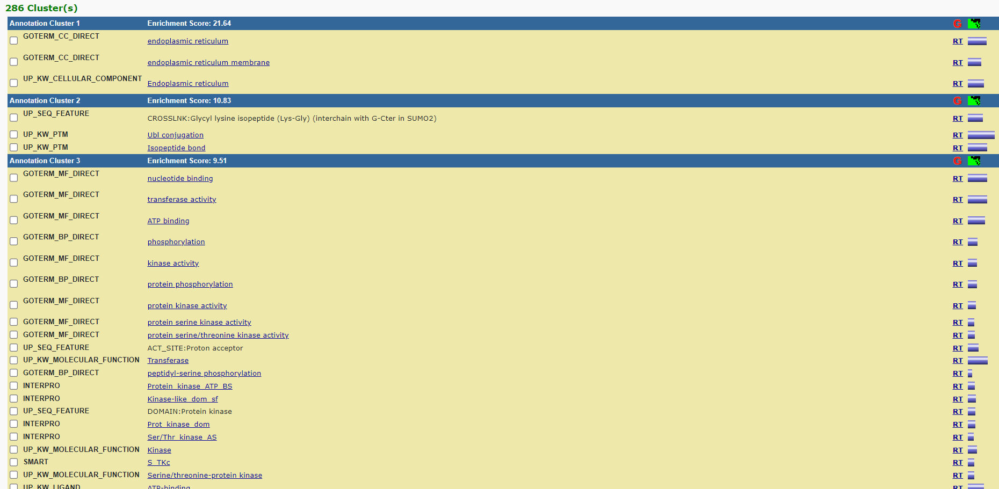 286 Cluster(s)
Annotation Cluster 1 Enrichment Score: 21.64 G
GOTERM_CC_DIRECT endoplasmic reticulum RT
GOTERM_CC_DIRECT endoplasmic reticulum membrane RT
UP_KW_CELLULAR_COMPONENT Endoplasmic reticulum RT
Annotation Cluster 2 Enrichment Score: 10.83 G
UP_SEQ_FEATURE CROSSLNK:Glycyl lysine isopeptide (Lys-Gly) (interchain with G-Cter in SUMO2) RT
UP_KW_PTM Ubl conjugation RT
UP_KW_PTM Isopeptide bond RT
Annotation Cluster 3 Enrichment Score: 9.51 G
GOTERM_MF_DIRECT nucleotide binding RT
GOTERM_MF_DIRECT transferase activity RT
GOTERM_MF_DIRECT ATP binding RT
GOTERM_BP_DIRECT phosphorylation RT
GOTERM_MF_DIRECT kinase activity RT
GOTERM_BP_DIRECT protein phosphorylation RT
GOTERM_MF_DIRECT protein kinase activity RT
GOTERM_MF_DIRECT protein serine kinase activity RT
GOTERM_MF_DIRECT protein serine/threonine kinase activity RT
UP_SEQ_FEATURE ACT_SITE:Proton acceptor RT
UP_KW_MOLECULAR_FUNCTION Transferase RT
GOTERM_BP_DIRECT peptidyl-serine phosphorylation RT
INTERPRO Protein_kinase_ATP_BS RT
INTERPRO Kinase-like_dom_sf RT
UP_SEQ_FEATURE DOMAIN:Protein kinase RT
INTERPRO Prot_kinase_dom RT
INTERPRO Ser/Thr_kinase_AS RT
UP_KW_MOLECULAR_FUNCTION Kinase RT
SMART S_TKc RT
UP_KW_MOLECULAR_FUNCTION Serine/threonine-protein kinase RT
UP_KW_LIGAND ATP-binding RT